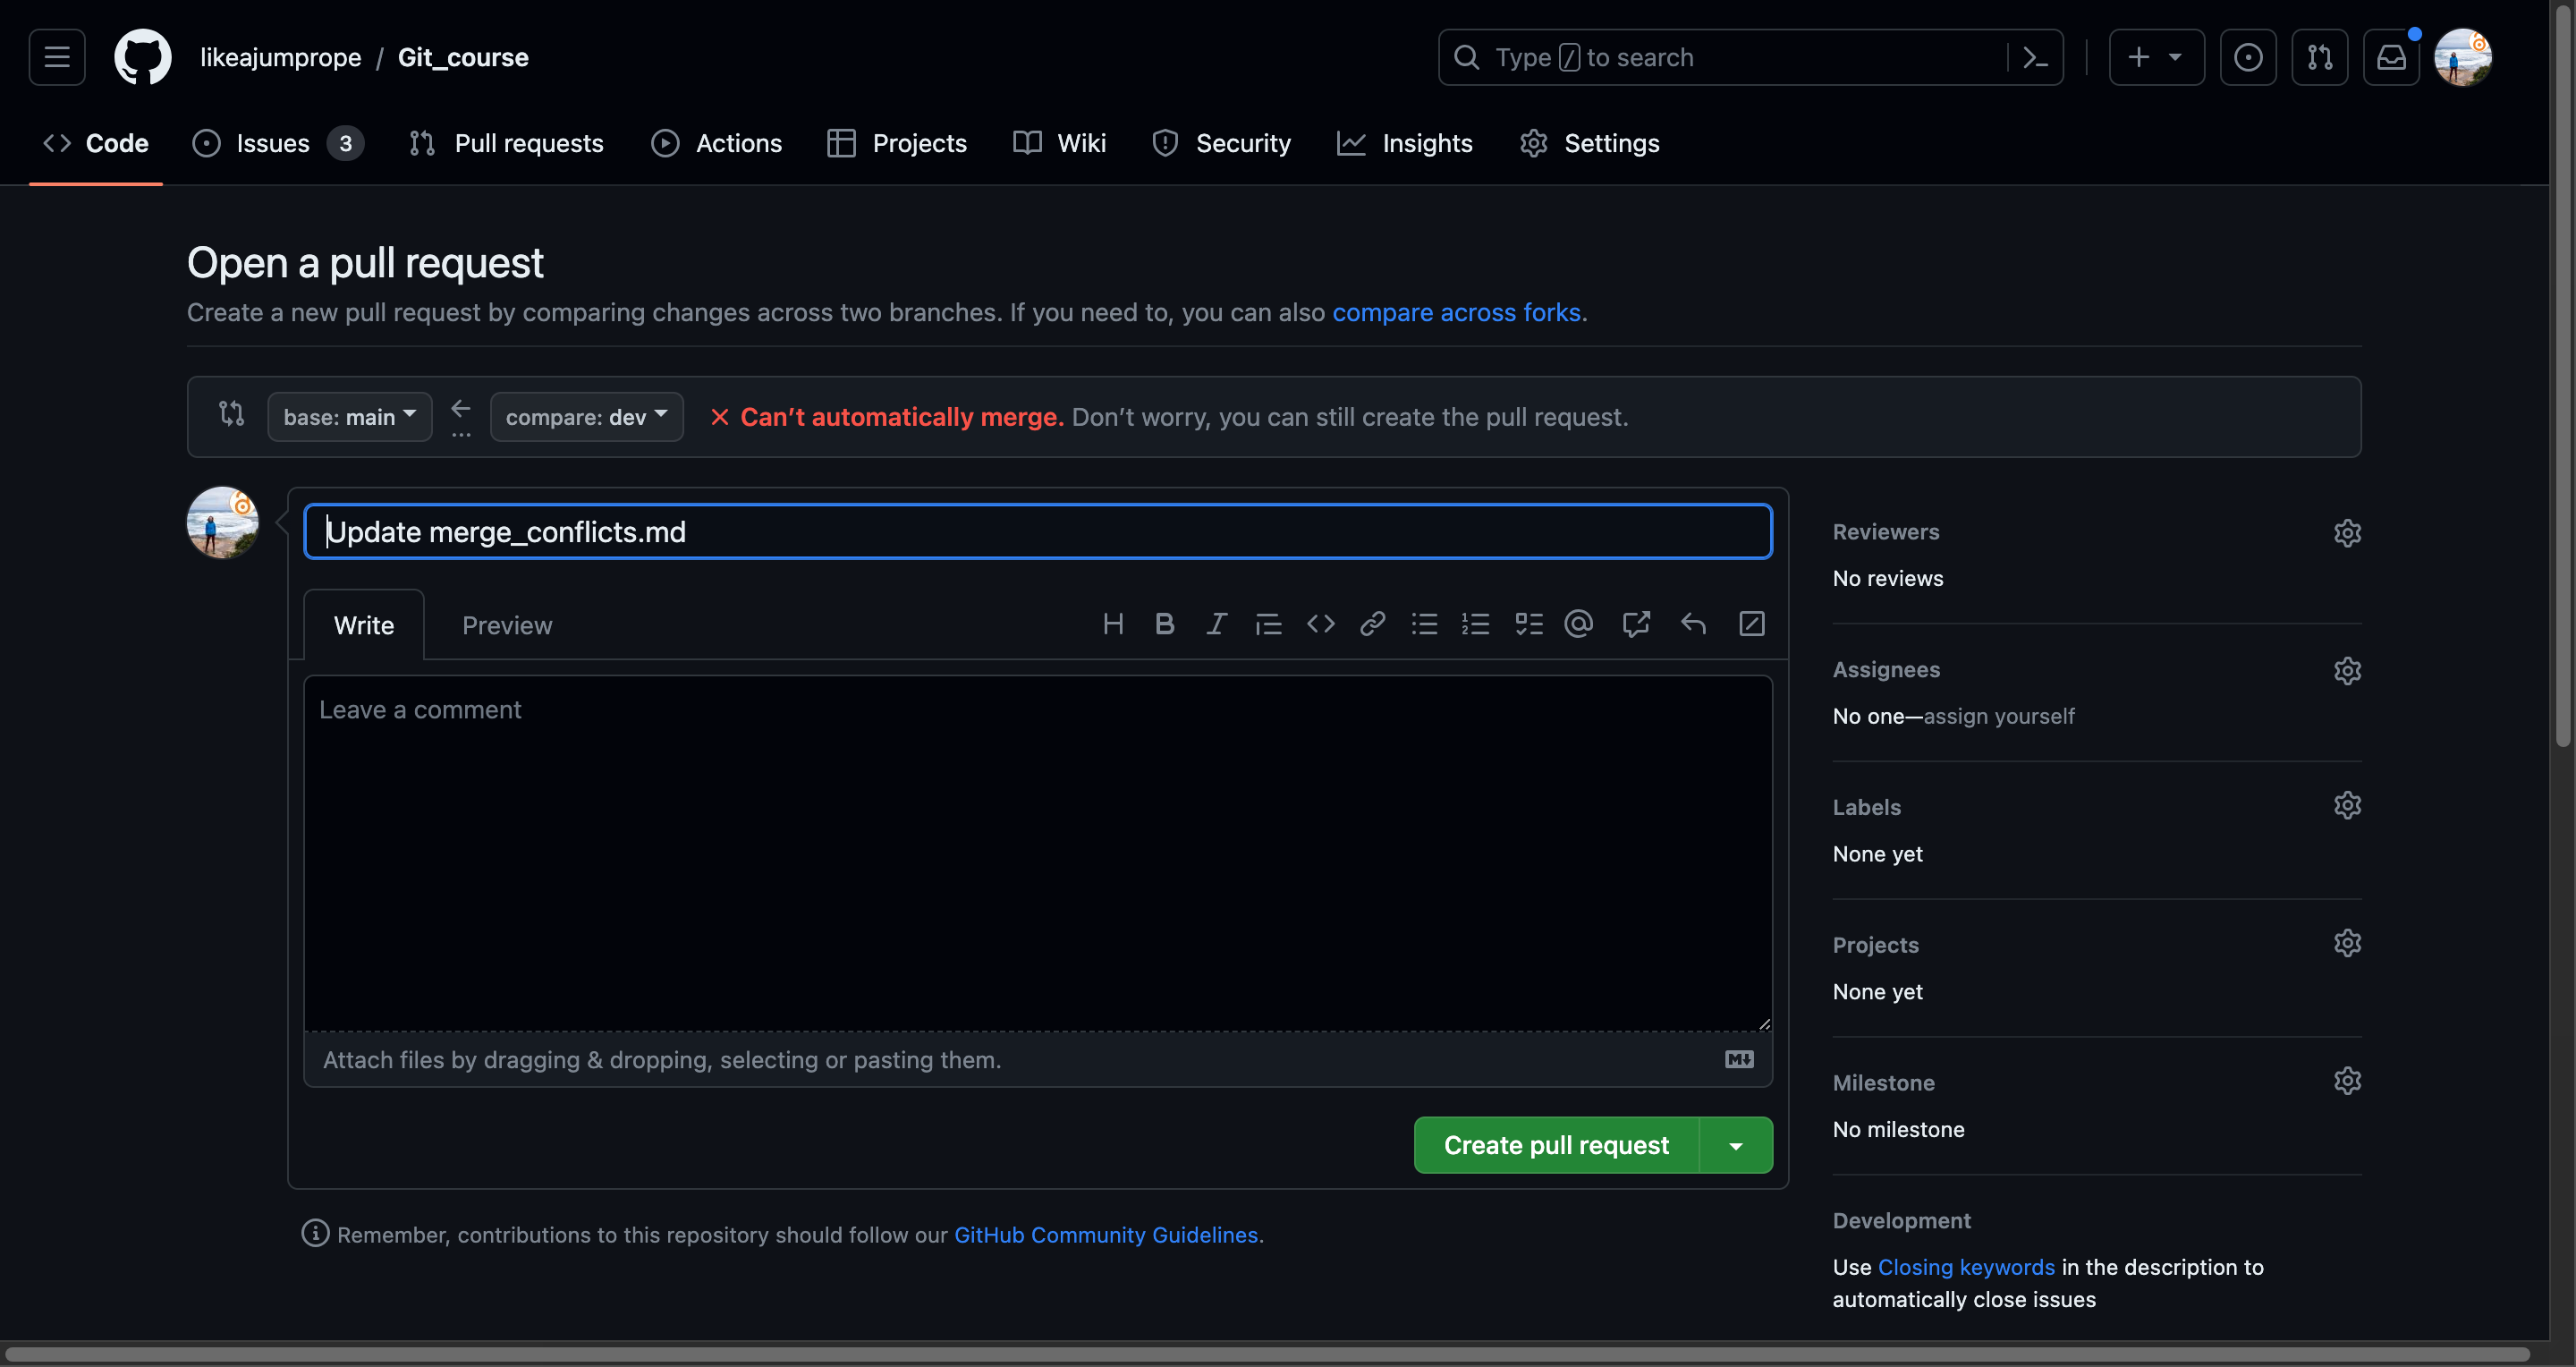 likeajumprope / Git_course
Type / to search
Code
Issues 3
Pull requests
Actions
Projects
Wiki
Security
Insights
Settings
Open a pull request
Create a new pull request by comparing changes across two branches. If you need to, you can also compare across forks.
base: main
...
compare: dev
Can’t automatically merge. Don’t worry, you can still create the pull request.
Update merge_conflicts.md
Write
Preview
Leave a comment
Attach files by dragging & dropping, selecting or pasting them.
Create pull request
Remember, contributions to this repository should follow our GitHub Community Guidelines.
Reviewers
No reviews
Assignees
No one—assign yourself
Labels
None yet
Projects
None yet
Milestone
No milestone
Development
Use Closing keywords in the description to
automatically close issues